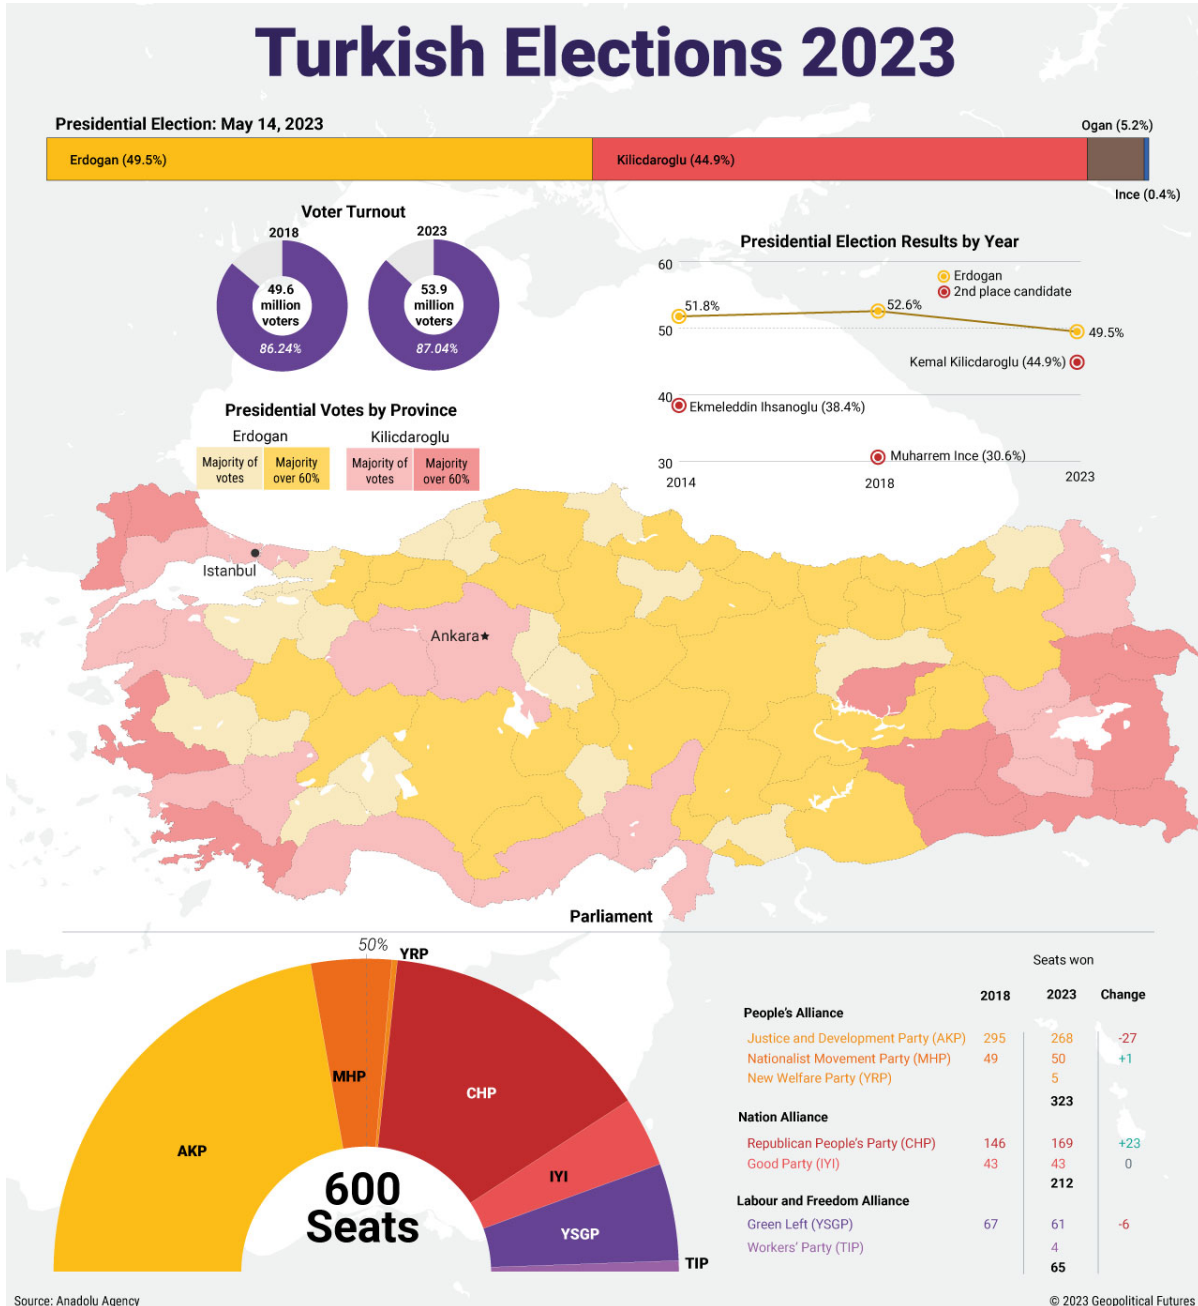 Turkish Elections 2023
Presidential Election: May 14, 2023
Ogan (5.2%)
Erdogan (49.5%)
Kilicdaroglu (44.9%)
Ince (0.4%)
Voter Turnout
2018
49.6
million
voters
86.24%
2023
53.9
million
voters
87.04%
Presidential Election Results by Year
60
50
40
30
Erdogan
2nd place candidate
51.8%
52.6%
49.5%
Kemal Kilicdaroglu (44.9%)
Ekmeleddin Ihsanoglu (38.4%)
Muharrem Ince (30.6%)
2014
2018
2023
Presidential Votes by Province
Erdogan
Majority of
votes
Majority
over 60%
Kilicdaroglu
Majority of
votes
Majority
over 60%
Istanbul
Ankara
Parliament
50%
YRP
MHP
CHP
AKP
IYI
YSGP
TIP
600
Seats
Seats won
2018 2023 Change
People's Alliance
Justice and Development Party (AKP) 295 268 -27
Nationalist Movement Party (MHP) 49 50 +1
New Welfare Party (YRP) 5
323
Nation Alliance
Republican People's Party (CHP) 146 169 +23
Good Party (IYI) 43 43 0
212
Labour and Freedom Alliance
Green Left (YSGP) 67 61 -6
Workers' Party (TIP) 4
65
Source: Anadolu Agency
© 2023 Geopolitical Futures